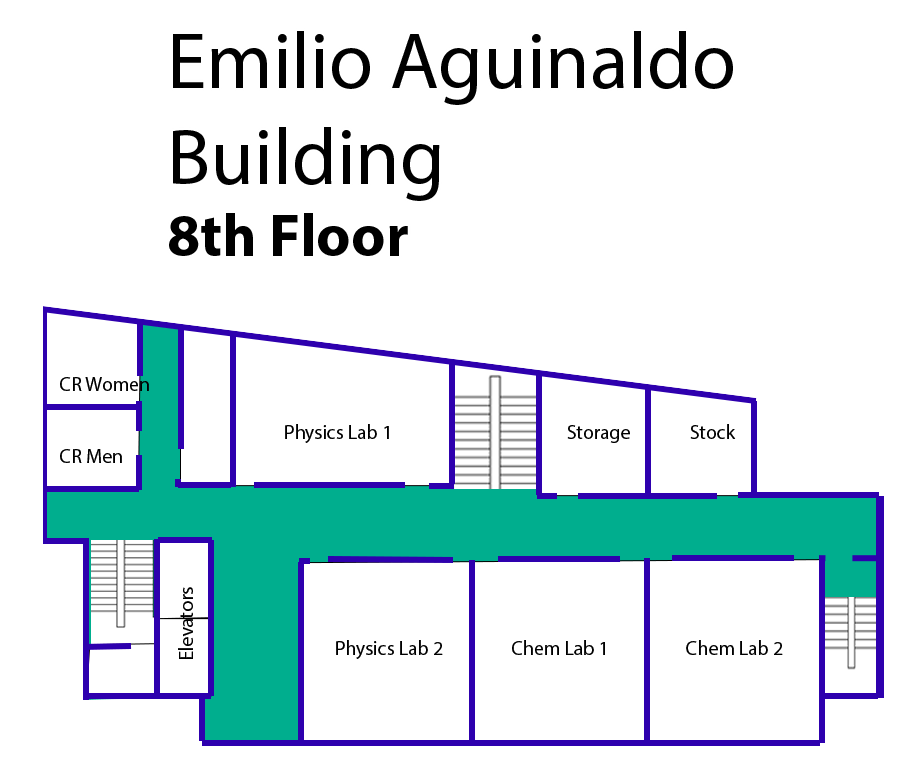 Emilio Aguinaldo
Building
8th Floor
CR Women
CR Men
Physics Lab 1
Storage
Stock
Elevators
Physics Lab 2
Chem Lab 1
Chem Lab 2